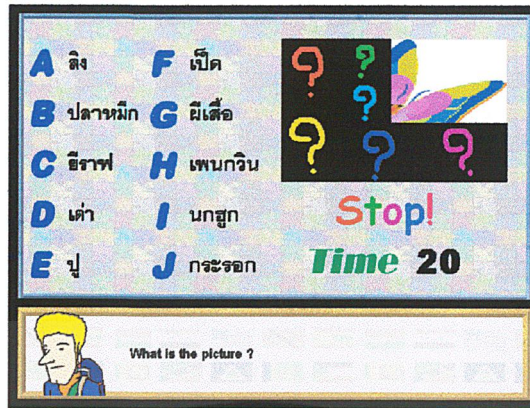 A ลิง F เป็ด
B ปลาหมึก G ผีเสื้อ
C ยีราฟ H เพนกวิน
D เต่า I นกฮูก
E ปู J กระรอก
? ? ? ? ? ?
Stop!
Time 20
What is the picture ?